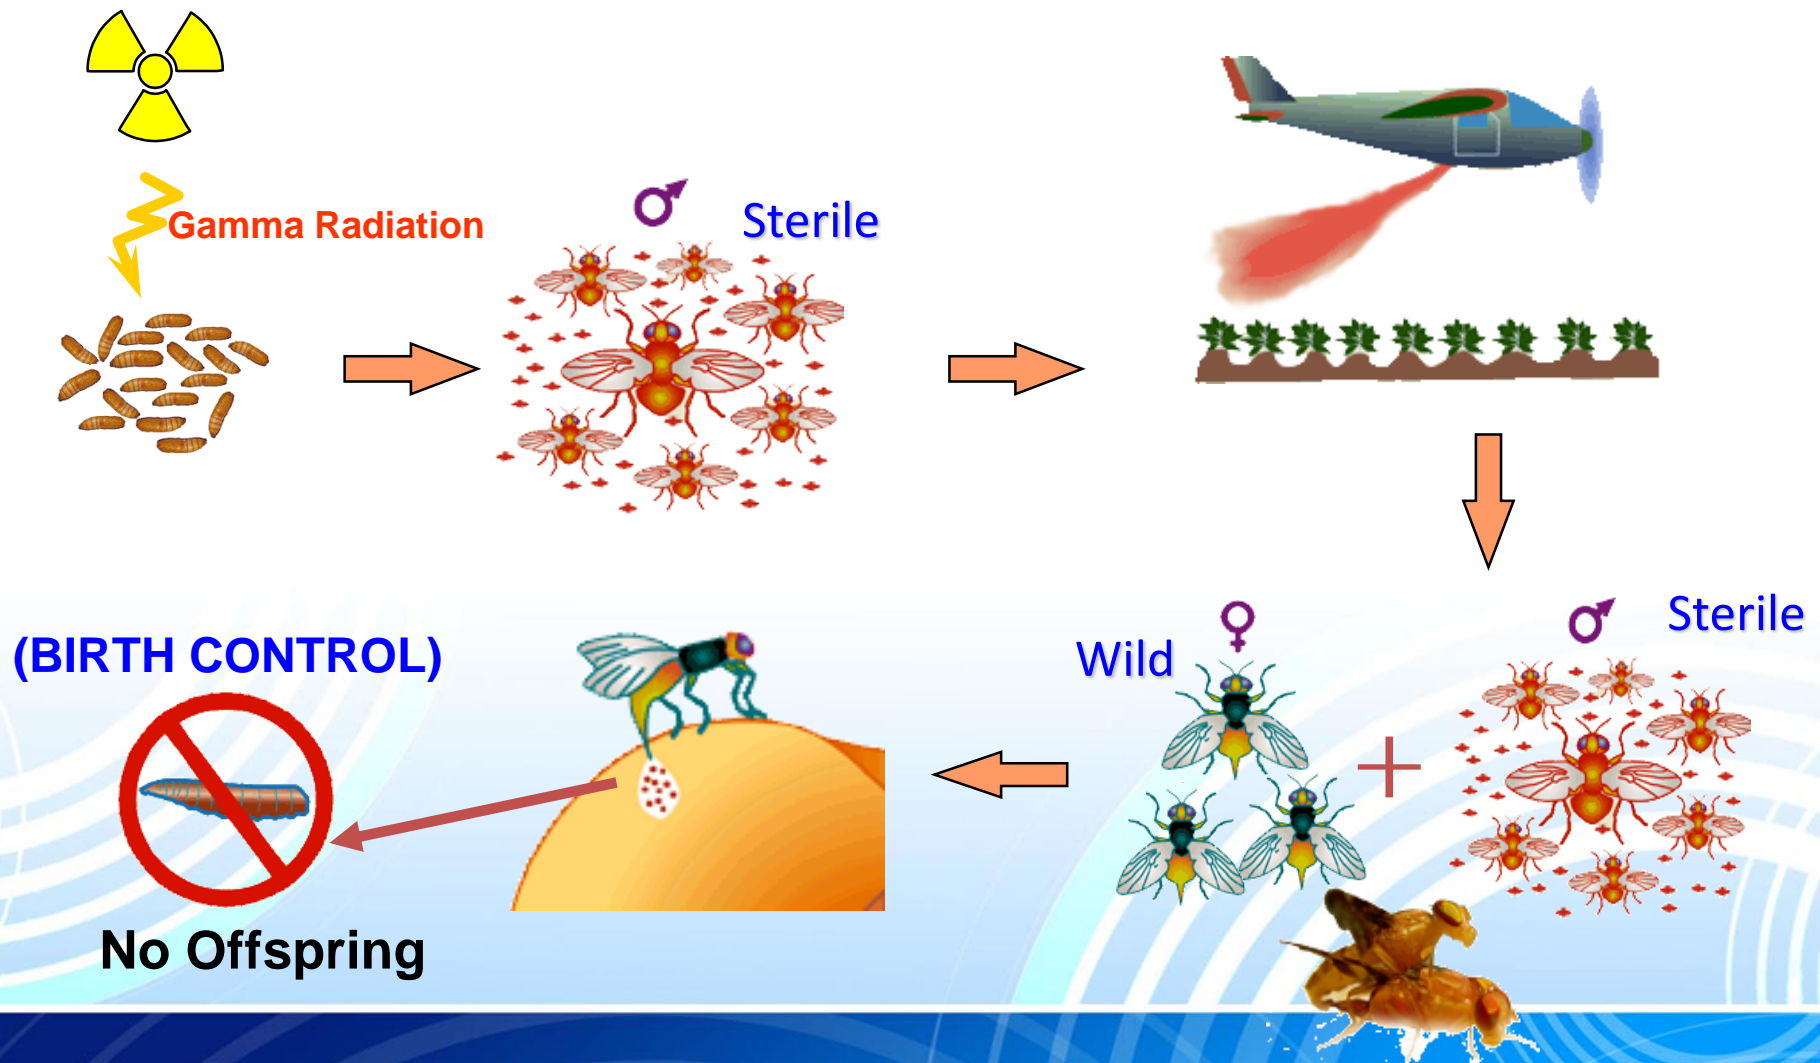 Gamma Radiation
♂
Sterile
Wild
♀
+
♂
Sterile
(BIRTH CONTROL)
No Offspring